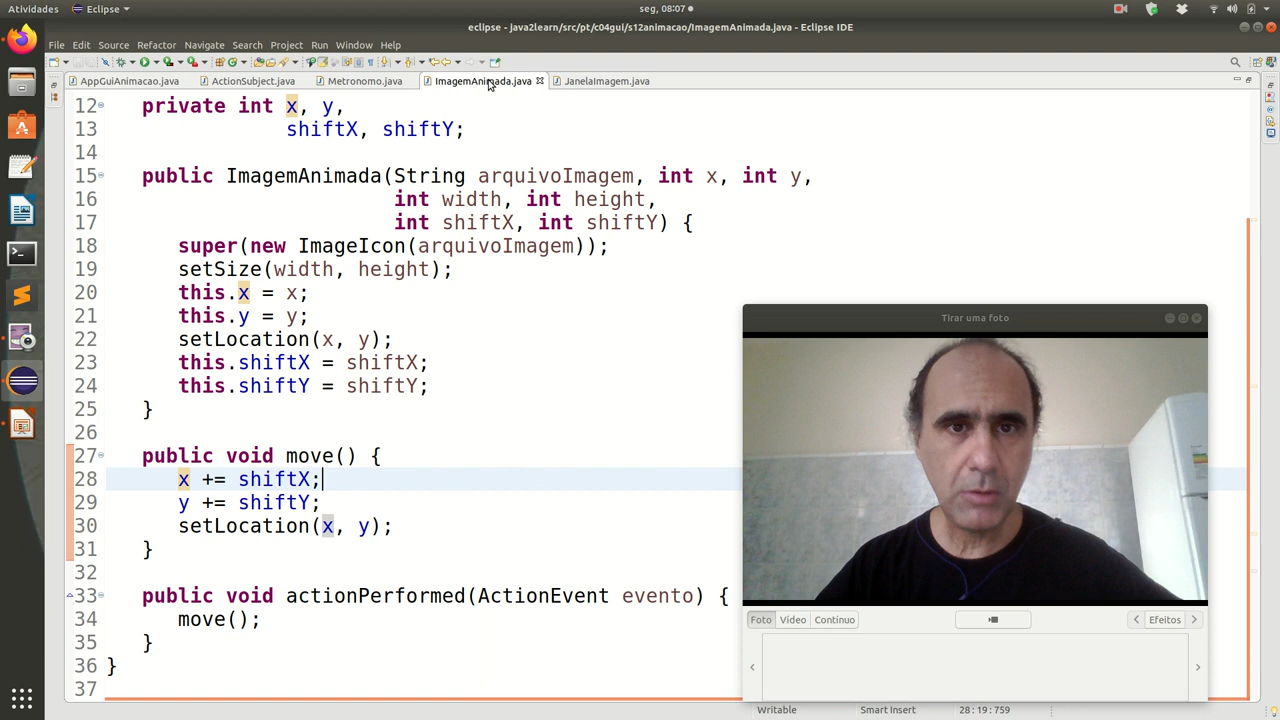 Atividades
Eclipse
seg, 08:07
eclipse - java2learn/src/pt/c04gui/s12animacao/ImagemAnimada.java - Eclipse IDE
File Edit Source Refactor Navigate Search Project Run Window Help
AppGuiAnimacao.java ActionSubject.java Metronomo.java ImagemAnimada.java JanelaImagem.java
12 private int x, y,
13 shiftX, shiftY;
14
15 public ImagemAnimada(String arquivoImagem, int x, int y,
16 int width, int height,
17 int shiftX, int shiftY) {
18 super(new ImageIcon(arquivoImagem));
19 setSize(width, height);
20 this.x = x;
21 this.y = y;
22 setLocation(x, y);
23 this.shiftX = shiftX;
24 this.shiftY = shiftY;
25 }
26
27 public void move() {
28 x += shiftX;
29 y += shiftY;
30 setLocation(x, y);
31 }
32
33 public void actionPerformed(ActionEvent evento) {
34 move();
35 }
36 }
37
Tirar uma foto
Foto Vídeo Contínuo Efeitos
Writable Smart Insert 28:19:759